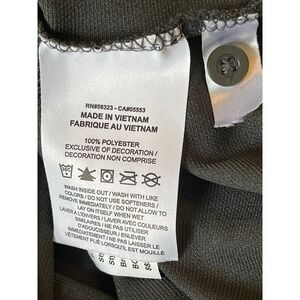 RN#58323 - CA#05553
MADE IN VIETNAM
FABRIQUE AU VIETNAM
100% POLYESTER
EXCLUSIVE OF DECORATION /
DECORATION NON COMPRISE
WASH INSIDE OUT / WASH WITH LIKE
COLORS / DO NOT USE SOFTENERS /
REMOVE IMMEDIATELY / DO NOT ALLOW TO
LAY ON ITSELF WHEN WET
LAVER A L'ENVERS / LAVER AVEC COULEURS
SIMILAIRES / NE PAS UTILISER
D'ADOUCISSEUR / ENLEVER
IMMÉDIATEMENT / NE PAS LAISSER LE
VÊTEMENT PLIÉ LORSQU'IL EST MOUILLÉ